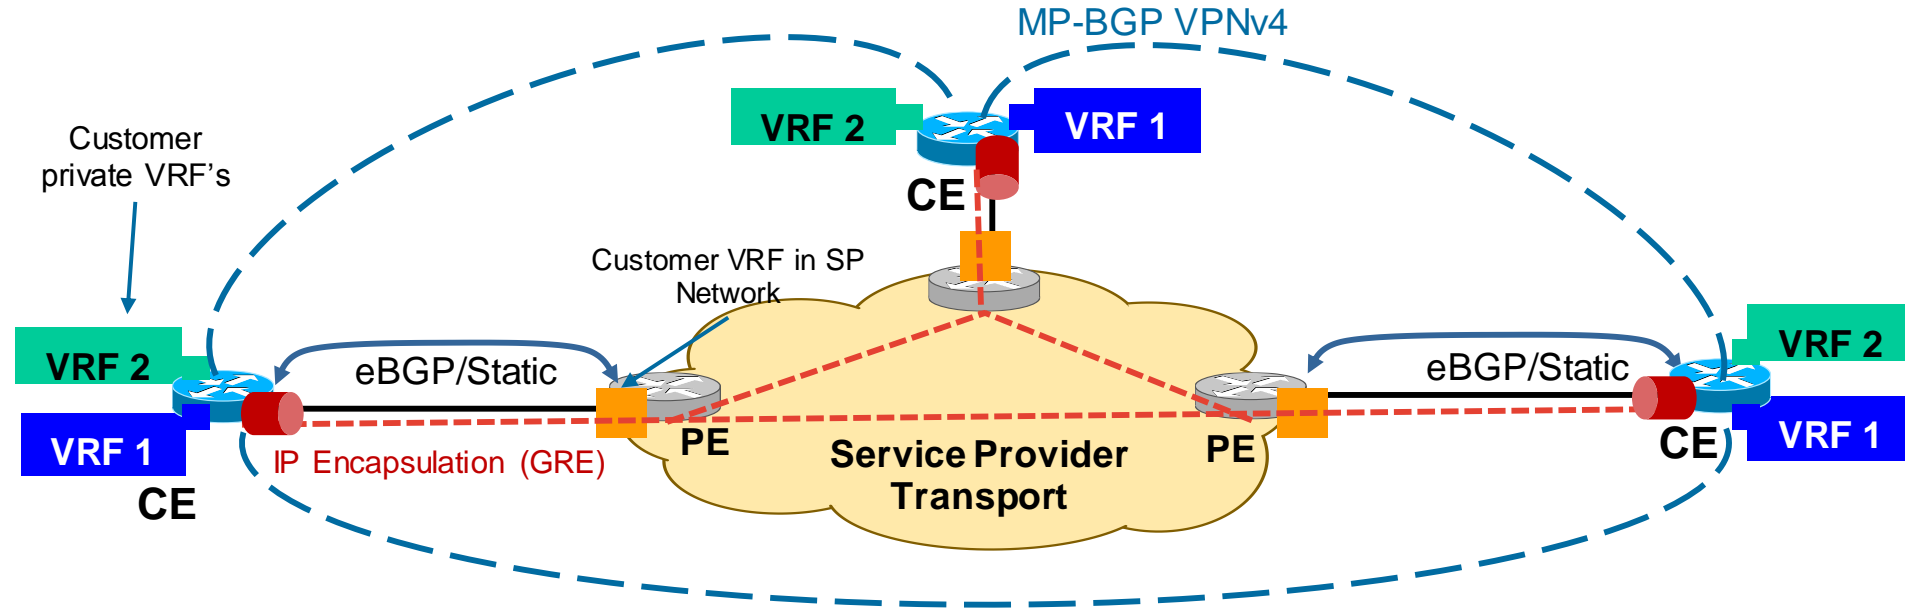 MP-BGP VPNv4
VRF 2
VRF 1
Customer
private VRF’s
CE
Customer VRF in SP
Network
VRF 2
eBGP/Static
VRF 1
IP Encapsulation (GRE)
CE
PE
Service Provider
Transport
PE
eBGP/Static
VRF 2
CE
VRF 1